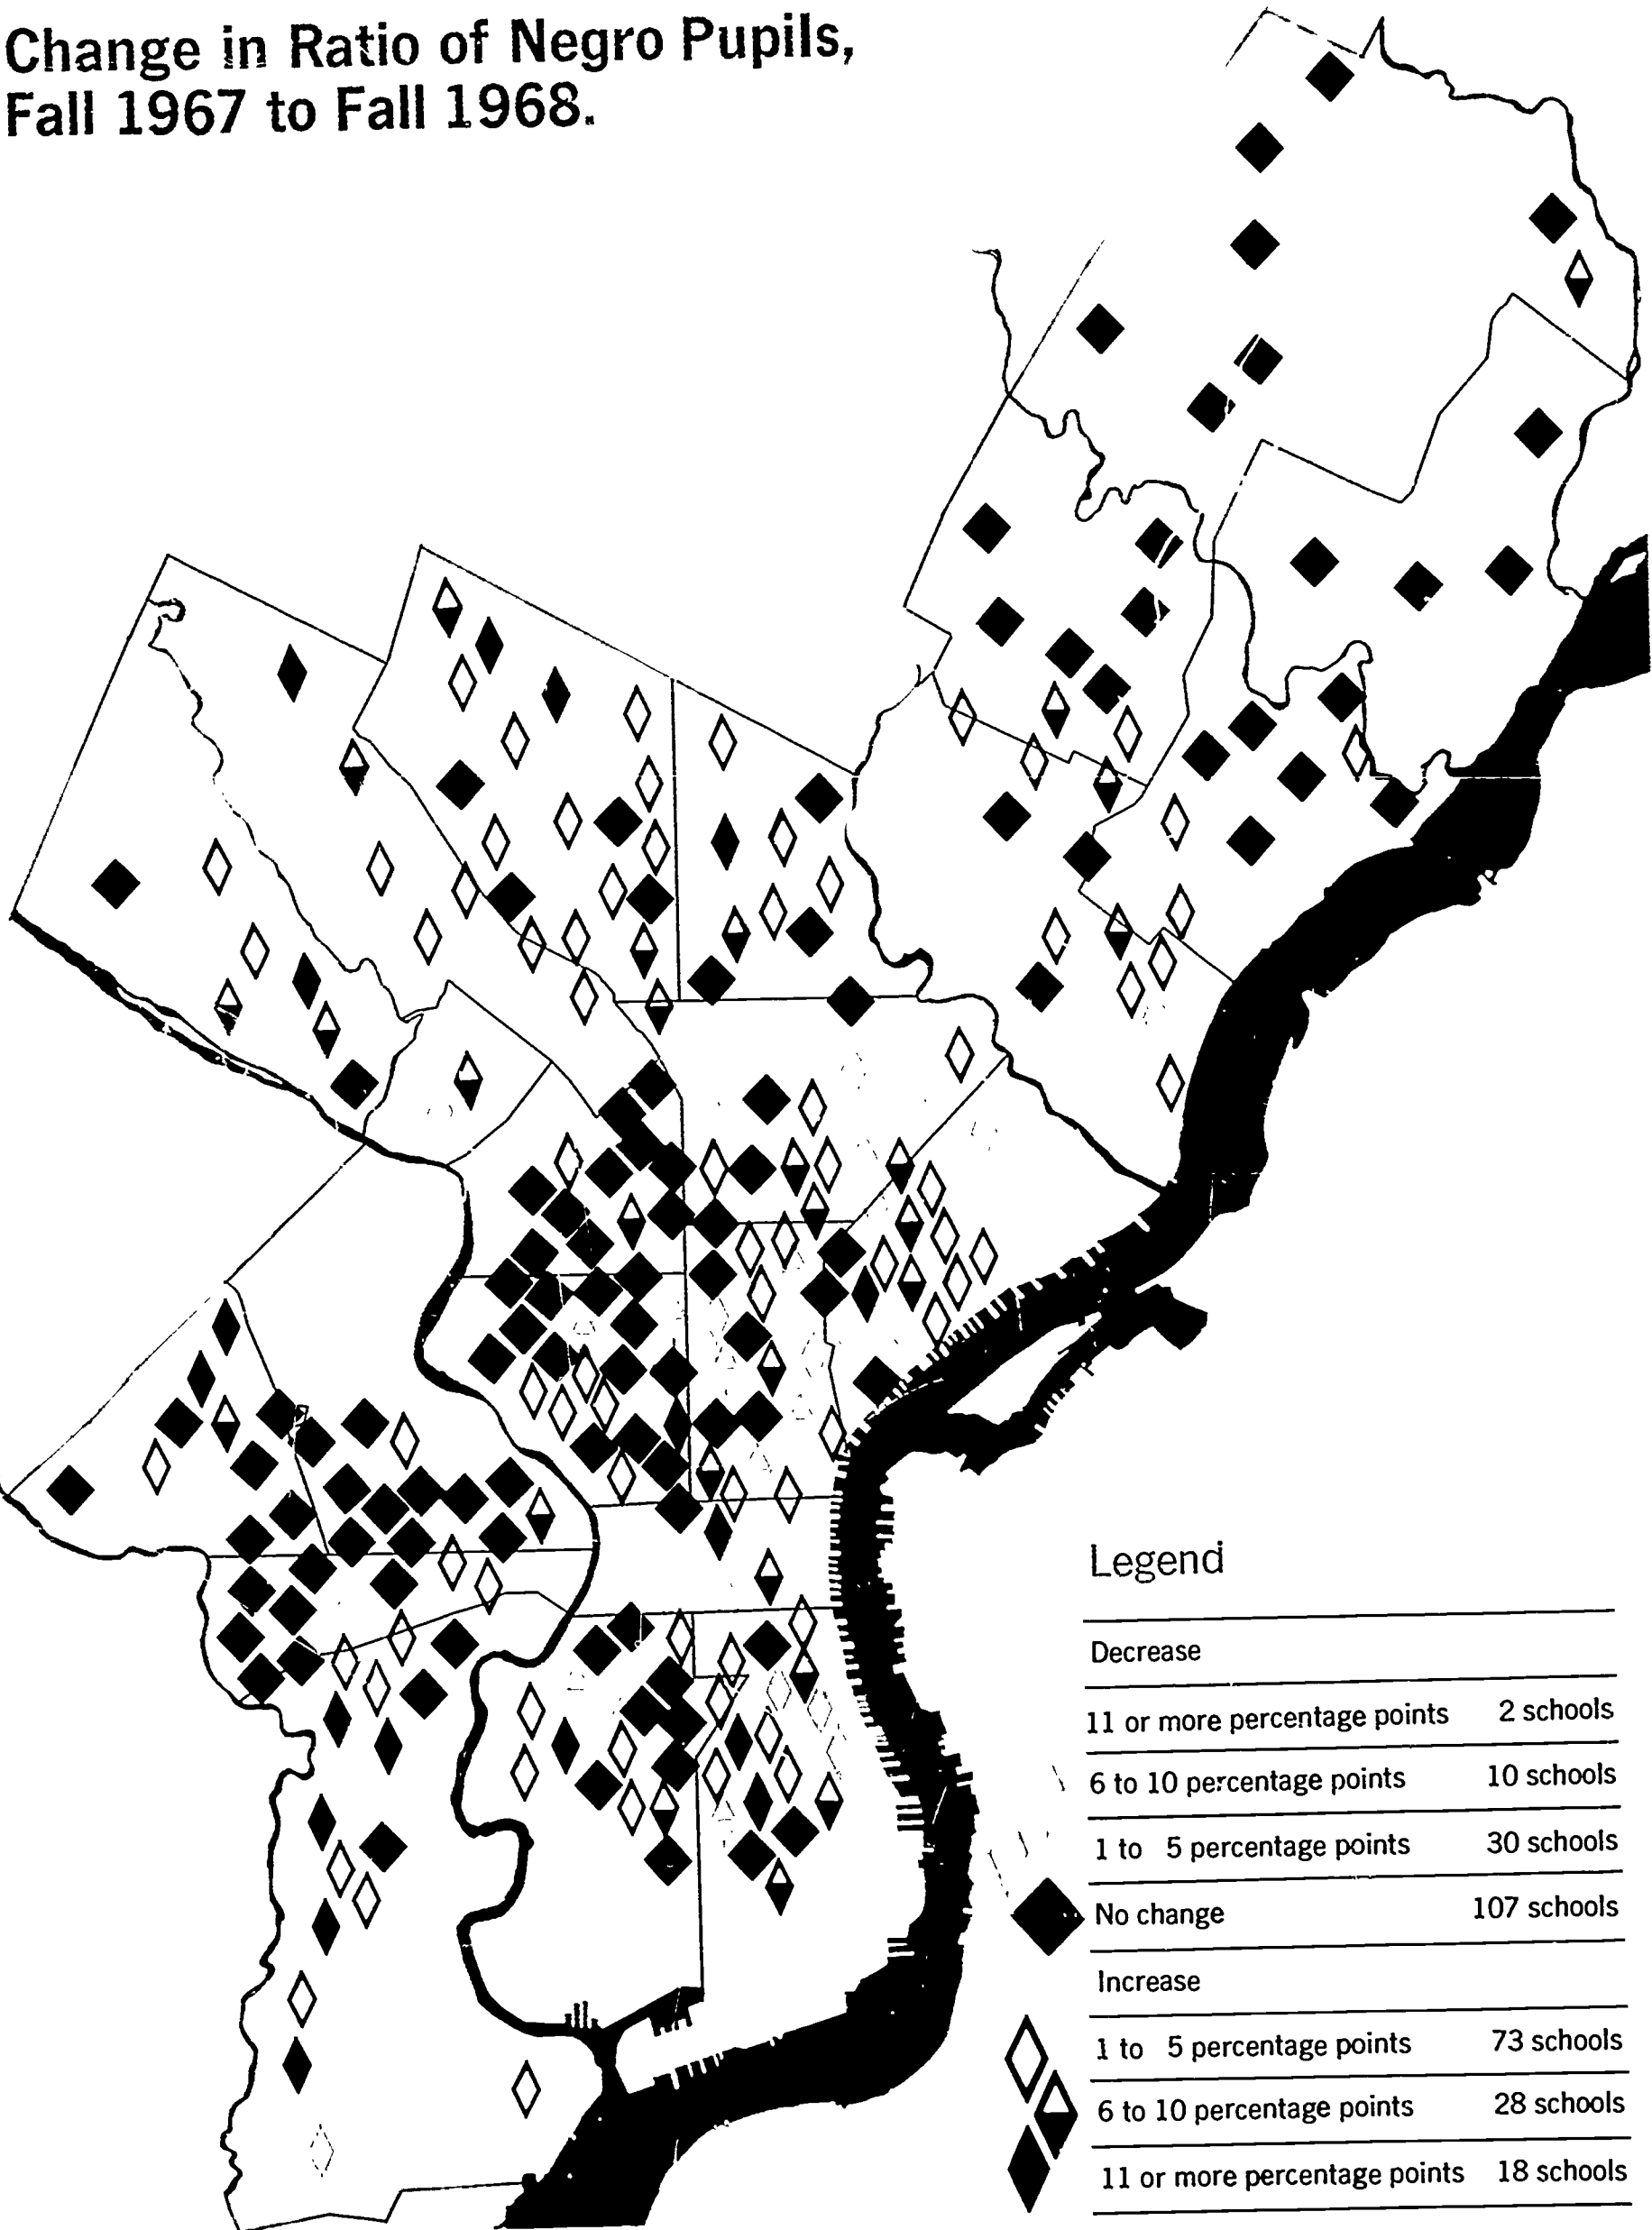 Change in Ratio of Negro Pupils,
Fall 1967 to Fall 1968.
Legend
Decrease
11 or more percentage points 2 schools
6 to 10 percentage points 10 schools
1 to 5 percentage points 30 schools
No change 107 schools
Increase
1 to 5 percentage points 73 schools
6 to 10 percentage points 28 schools
11 or more percentage points 18 schools